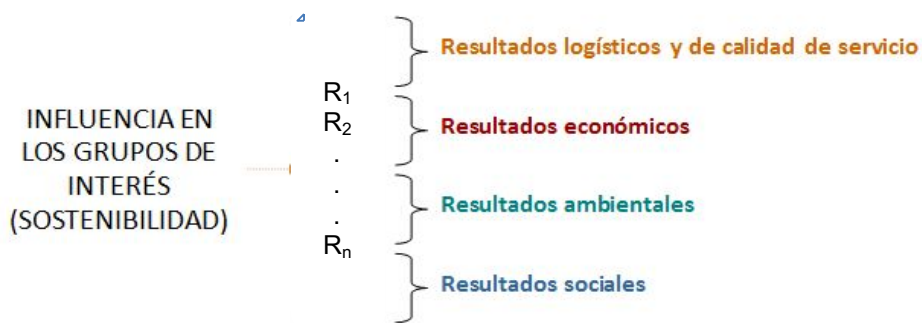 INFLUENCIA EN
LOS GRUPOS DE
INTERÉS
(SOSTENIBILIDAD)
R₁
R₂
.
.
.
Rₙ
Resultados logísticos y de calidad de servicio
Resultados económicos
Resultados ambientales
Resultados sociales